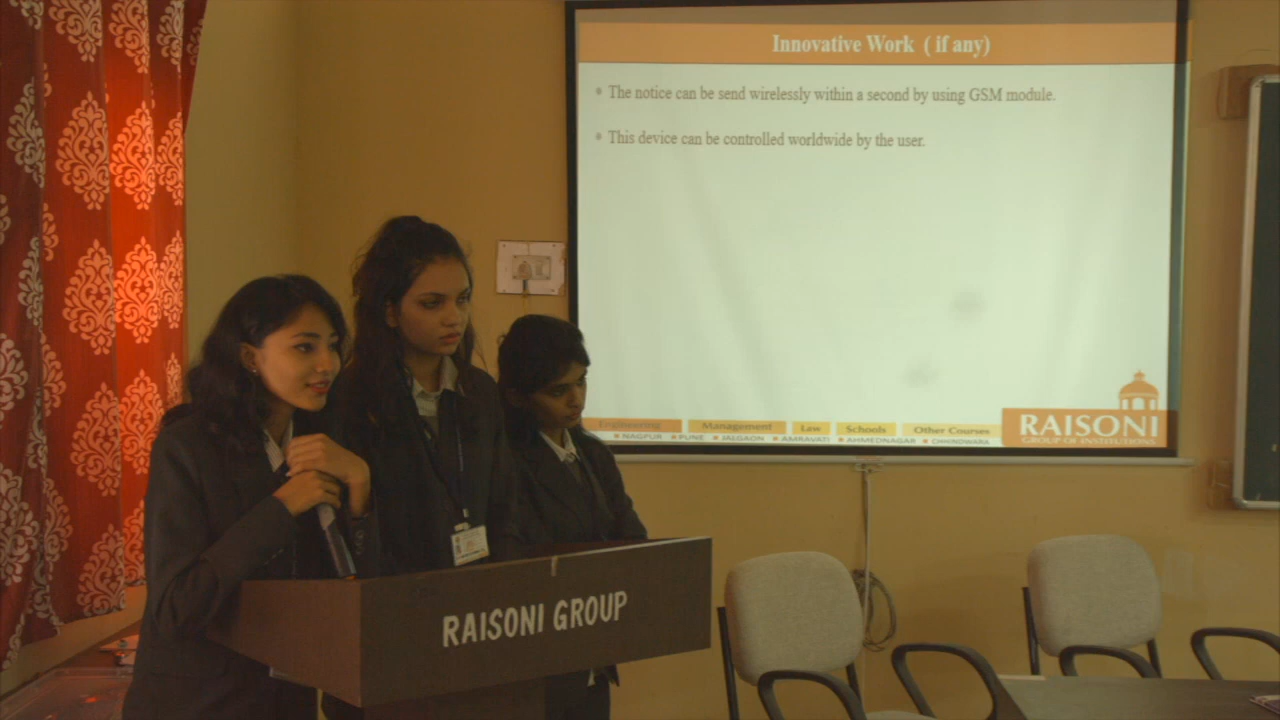 Innovative Work ( if any)
• The notice can be send wirelessly within a second by using GSM module.
• This device can be controlled worldwide by the user.
Engineering Management Law Schools Other Courses
NAGPUR PUNE JALGAON AMRAVATI AHMEDNAGAR CHHINDWARA
RAISONI
GROUP OF INSTITUTIONS
RAISONI GROUP